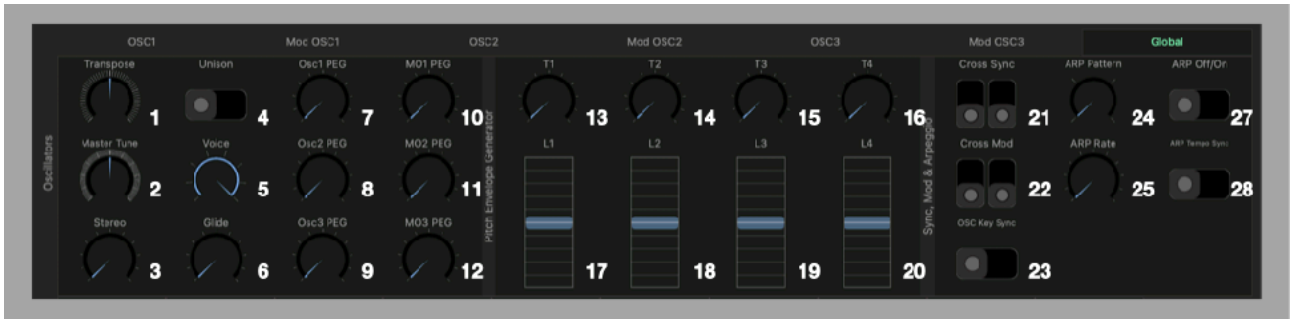 OSC1 Mod OSC1 OSC2 Mod OSC2 OSC3 Mod OSC3 Global
Oscillators
Transpose Unison Osc1 PEG M01 PEG
1 4 7 10
Master Tune Voice Osc2 PEG M02 PEG
2 5 8 11
Stereo Glide Osc3 PEG M03 PEG
3 6 9 12
Pitch Envelope Generator
T1 T2 T3 T4
13 14 15 16
L1 L2 L3 L4
17 18 19 20
Sync, Mod & Arpeggio
Cross Sync ARP Pattern ARP Off/On
21 24 27
Cross Mod ARP Rate ARP Tempo Sync
22 25 28
OSC Key Sync
23